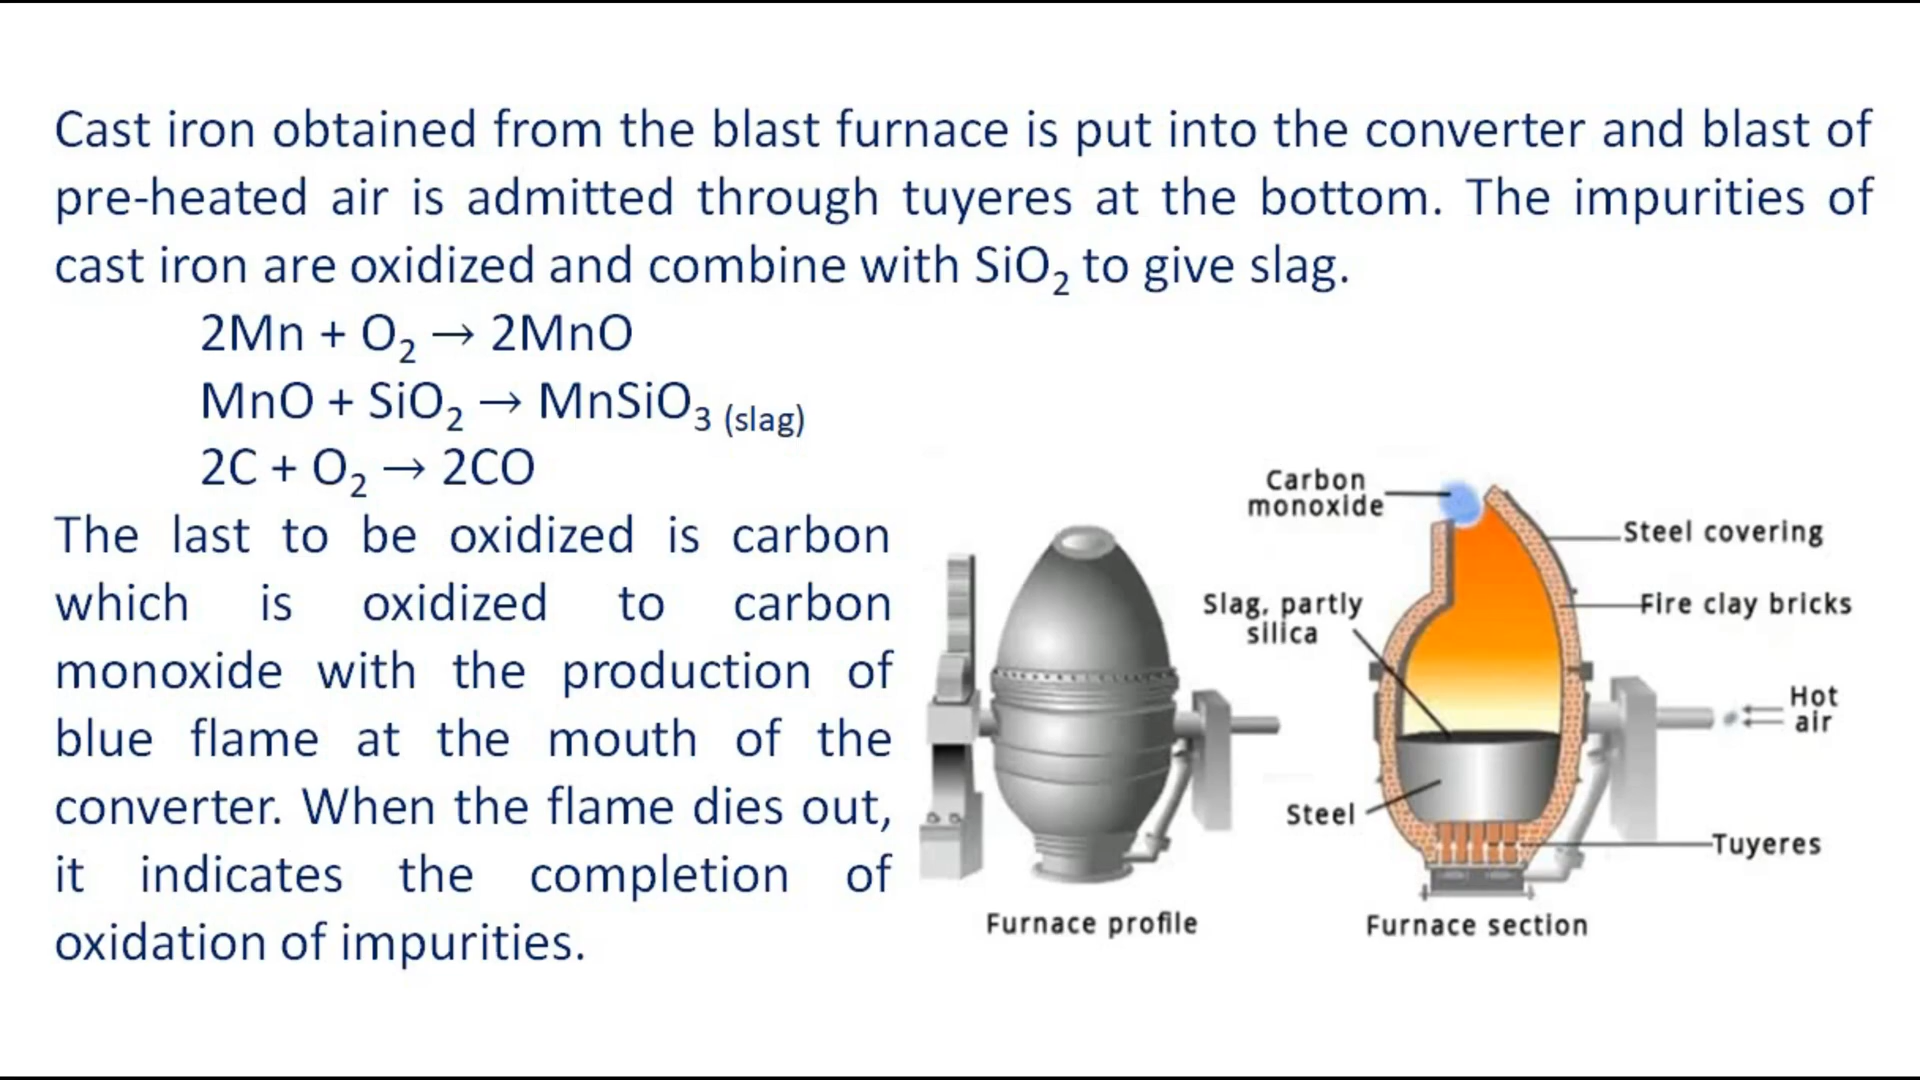 Cast iron obtained from the blast furnace is put into the converter and blast of
pre-heated air is admitted through tuyeres at the bottom. The impurities of
cast iron are oxidized and combine with SiO₂ to give slag.
2Mn + O₂ → 2MnO
MnO + SiO₂ → MnSiO₃ (slag)
2C + O₂ → 2CO
The last to be oxidized is carbon
which is oxidized to carbon
monoxide with the production of
blue flame at the mouth of the
converter. When the flame dies out,
it indicates the completion of
oxidation of impurities.
Carbon
monoxide
Steel covering
Slag, partly
silica
Fire clay bricks
Hot
air
Steel
Tuyeres
Furnace profile
Furnace section